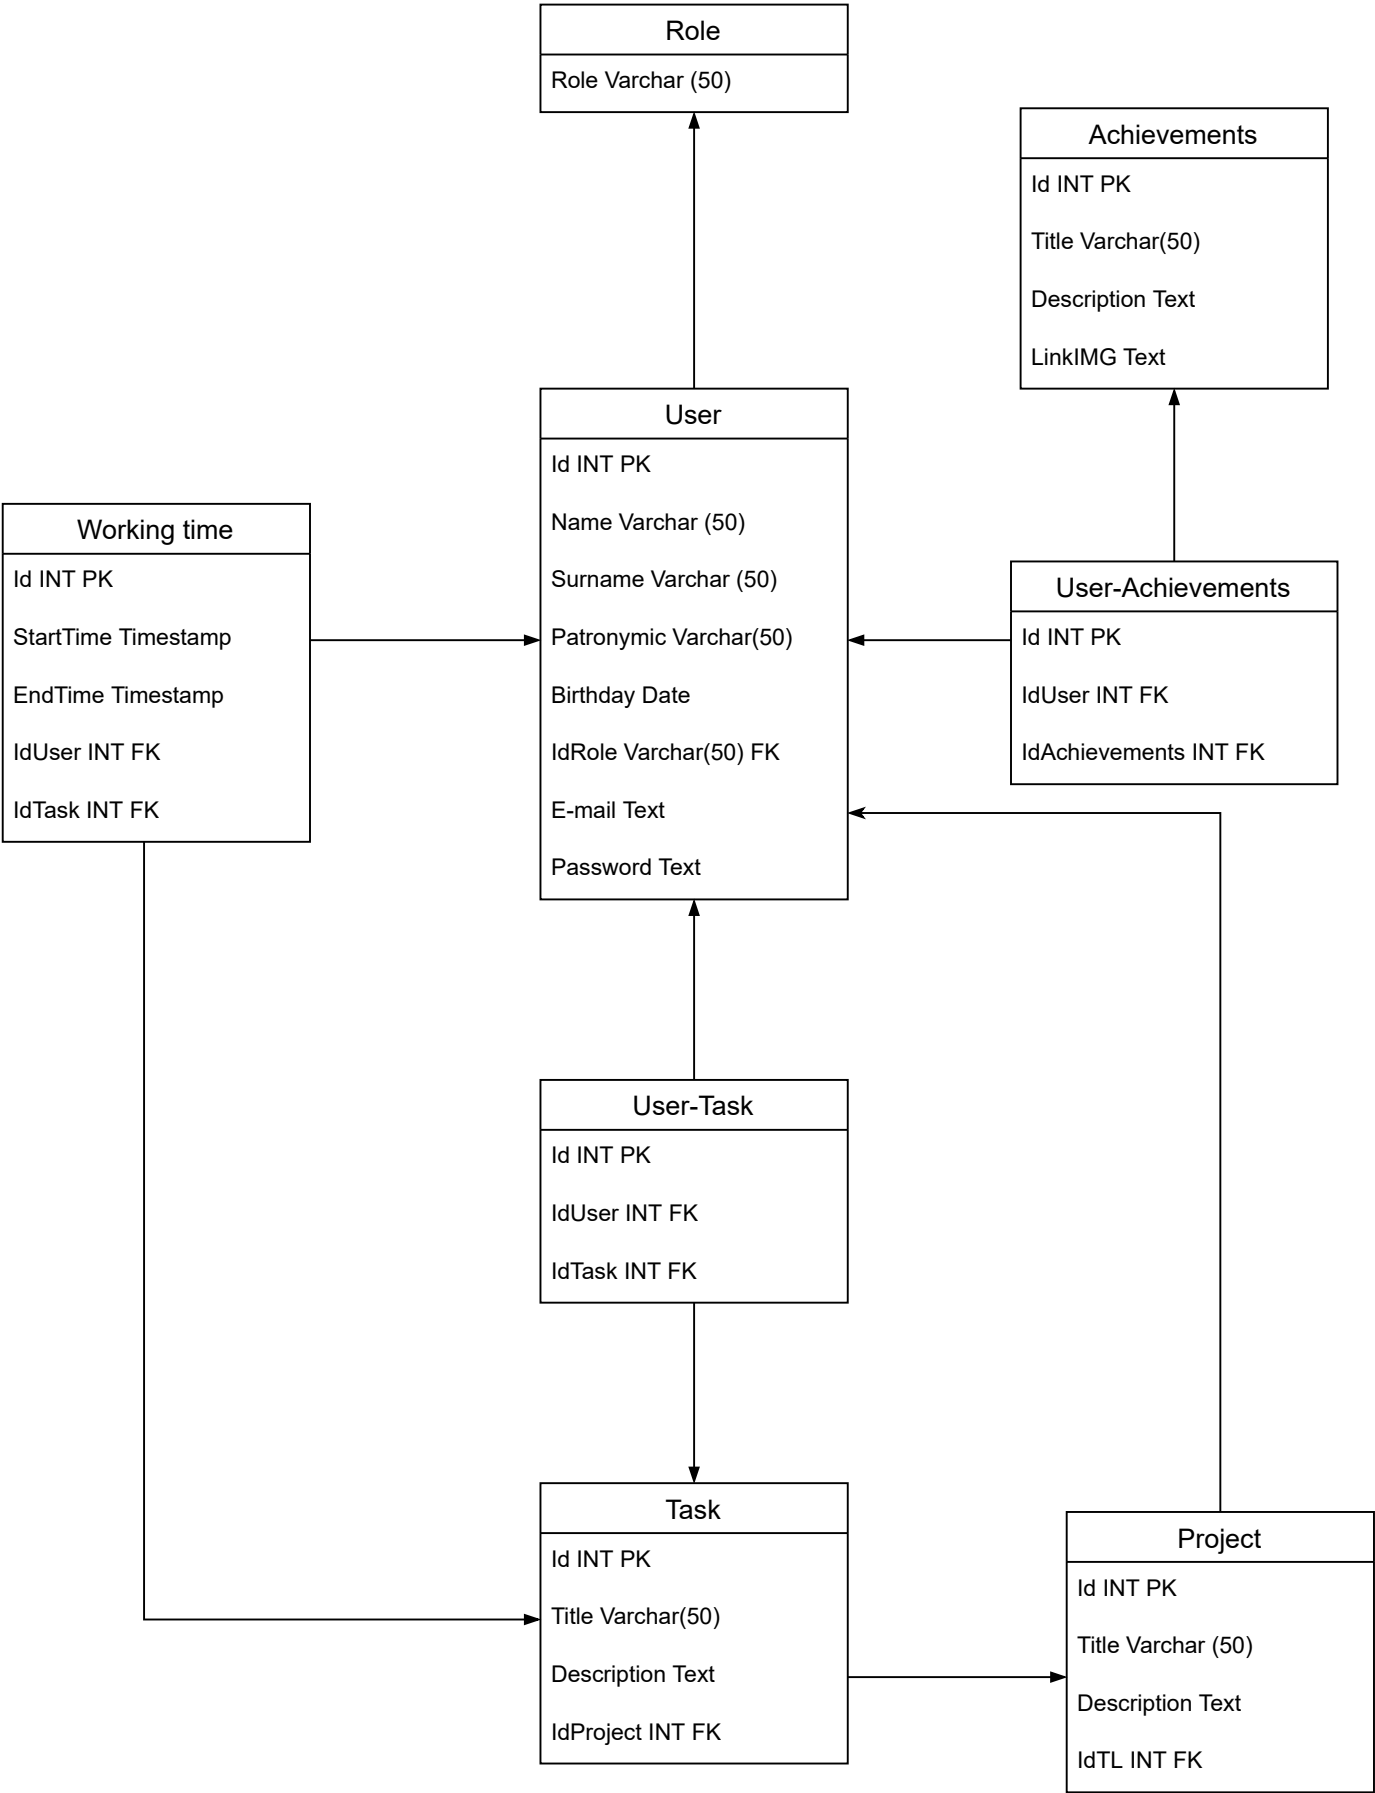 Role
Role Varchar (50)
Achievements
Id INT PK
Title Varchar(50)
Description Text
LinkIMG Text
User
Id INT PK
Name Varchar (50)
Surname Varchar (50)
Patronymic Varchar(50)
Birthday Date
IdRole Varchar(50) FK
E-mail Text
Password Text
Working time
Id INT PK
StartTime Timestamp
EndTime Timestamp
IdUser INT FK
IdTask INT FK
User-Achievements
Id INT PK
IdUser INT FK
IdAchievements INT FK
User-Task
Id INT PK
IdUser INT FK
IdTask INT FK
Task
Id INT PK
Title Varchar(50)
Description Text
IdProject INT FK
Project
Id INT PK
Title Varchar (50)
Description Text
IdTL INT FK